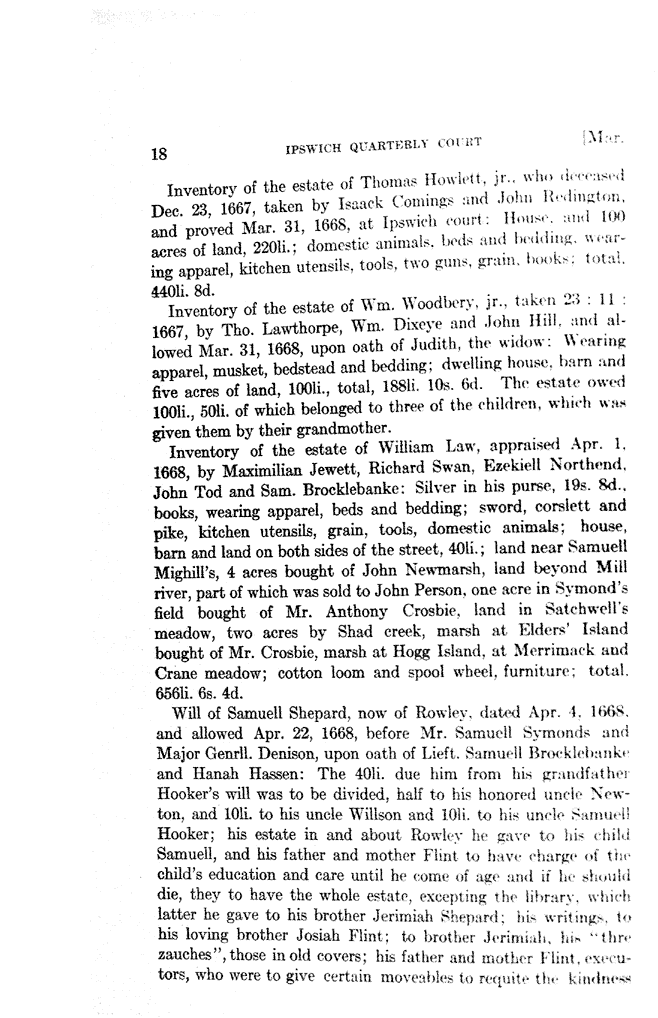 18 IPSWICH QUARTERLY COURT [Mar.
Inventory of the estate of Thomas Howlett, jr., who deceased
Dec. 23, 1667, taken by Isaack Comings and John Redington,
and proved Mar. 31, 1668, at Ipswich court: House, and 100
acres of land, 220li.; domestic animals, beds and bedding, wear-
ing apparel, kitchen utensils, tools, two guns, grain, books; total,
440li. 8d.
Inventory of the estate of Wm. Woodbery, jr., taken 23 : 11 :
1667, by Tho. Lawthorpe, Wm. Dixeye and John Hill, and al-
lowed Mar. 31, 1668, upon oath of Judith, the widow: Wearing
apparel, musket, bedstead and bedding; dwelling house, barn and
five acres of land, 100li., total, 188li. 10s. 6d. The estate owed
100li., 50li. of which belonged to three of the children, which was
given them by their grandmother.
Inventory of the estate of William Law, appraised Apr. 1,
1668, by Maximilian Jewett, Richard Swan, Ezekiell Northend,
John Tod and Sam. Brocklebanke: Silver in his purse, 19s. 8d.,
books, wearing apparel, beds and bedding; sword, corslett and
pike, kitchen utensils, grain, tools, domestic animals; house,
barn and land on both sides of the street, 40li.; land near Samuell
Mighill's, 4 acres bought of John Newmarsh, land beyond Mill
river, part of which was sold to John Person, one acre in Symond's
field bought of Mr. Anthony Crosbie, land in Satchwell's
meadow, two acres by Shad creek, marsh at Elders' Island
bought of Mr. Crosbie, marsh at Hogg Island, at Merrimack and
Crane meadow; cotton loom and spool wheel, furniture; total,
656li. 6s. 4d.
Will of Samuell Shepard, now of Rowley, dated Apr. 4, 1668,
and allowed Apr. 22, 1668, before Mr. Samuell Symonds and
Major Genrll. Denison, upon oath of Lieft. Samuell Brocklebanke
and Hanah Hassen: The 40li. due him from his grandfather
Hooker's will was to be divided, half to his honored uncle New-
ton, and 10li. to his uncle Willson and 10li. to his uncle Samuell
Hooker; his estate in and about Rowley he gave to his child
Samuell, and his father and mother Flint to have charge of the
child's education and care until he come of age and if he should
die, they to have the whole estate, excepting the library, which
latter he gave to his brother Jerimiah Shepard; his writings, to
his loving brother Josiah Flint; to brother Jerimiah, his "thre
zauches", those in old covers; his father and mother Flint, execu-
tors, who were to give certain moveables to requite the kindness